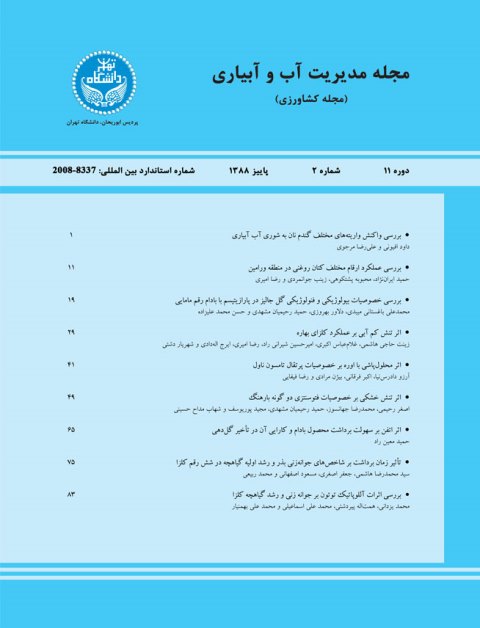 مجله مدیریت آب و آبیاری
(مجله کشاورزی)
دانشگاه تهران
پردیس ابوریحان، دانشگاه تهران
دوره ۱۱ شماره ۲ پاییز ۱۳۸۸ شماره استاندارد بین المللی: 8337-2008
• بررسی واکنش واریته‌های مختلف گندم نان به شوری آب آبیاری ۱
داود افیونی و علی‌رضا مرجوی
• بررسی عملکرد ارقام مختلف کتان روغنی در منطقه ورامین ۱۱
حمید ایران‌نژاد، محبوبه پشتکوهی، زینب جوانمردی و رضا امیری
• بررسی خصوصیات بیولوژیکی و فنولوژیکی گل جالیز در پارازیتیسم با بادام رقم مامایی ۱۹
محمدعلی باغستانی میبدی، دلاور بهروزی، حمید رحیمیان مشهدی و حسن محمد علیزاده
• اثر تنش کم آبی بر عملکرد کلزای بهاره ۲۹
زینت حاجی هاشمی، غلام‌عباس اکبری، امیرحسین شیرانی راد، رضا امیری، ایرج اله‌دادی و شهریار دشتی
• اثر محلول‌پاشی با اوره بر خصوصیات پرتقال تامسون ناول ۴۱
آرزو دادرس‌نیا، اکبر فرقانی، بیژن مرادی و رضا فیفایی
• اثر تنش خشکی بر خصوصیات فتوسنتزی دو گونه بارهنگ ۴۹
اصغر رحیمی، محمدرضا جهانسوز، حمید رحیمیان مشهدی، مجید پوریوسف و شهاب مداح حسینی
• اثر اتفن بر سهولت برداشت محصول بادام و کارایی آن در تأخیر گل‌دهی ۶۵
حمید معین راد
• تأثیر زمان برداشت بر شاخص‌های جوانه‌زنی بذر و رشد اولیه گیاهچه در شش رقم کلزا ۷۵
سید محمدرضا هاشمی، جعفر اصغری، مسعود اصفهانی و محمد ربیعی
• بررسی اثرات آللوپاتیک توتون بر جوانه زنی و رشد گیاهچه کلزا ۸۳
محمد یزدانی، همت‌اله پیردشتی، محمد علی اسماعیلی و محمد علی بهمنیار